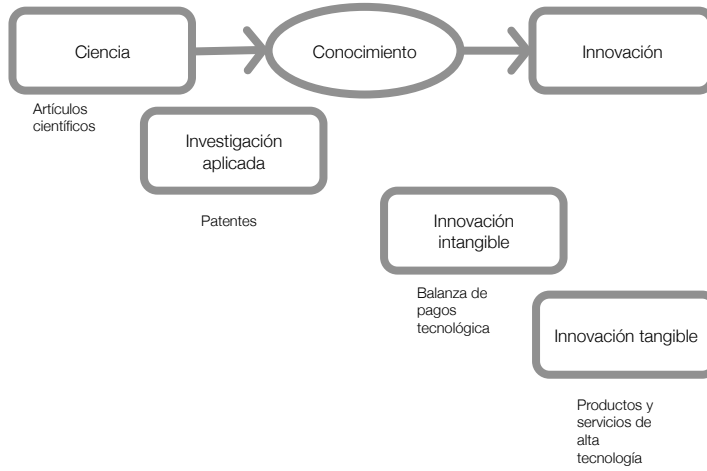 Ciencia
Conocimiento
Innovación
Artículos
científicos
Investigación
aplicada
Patentes
Innovación
intangible
Balanza de
pagos
tecnológica
Innovación tangible
Productos y
servicios de
alta
tecnología